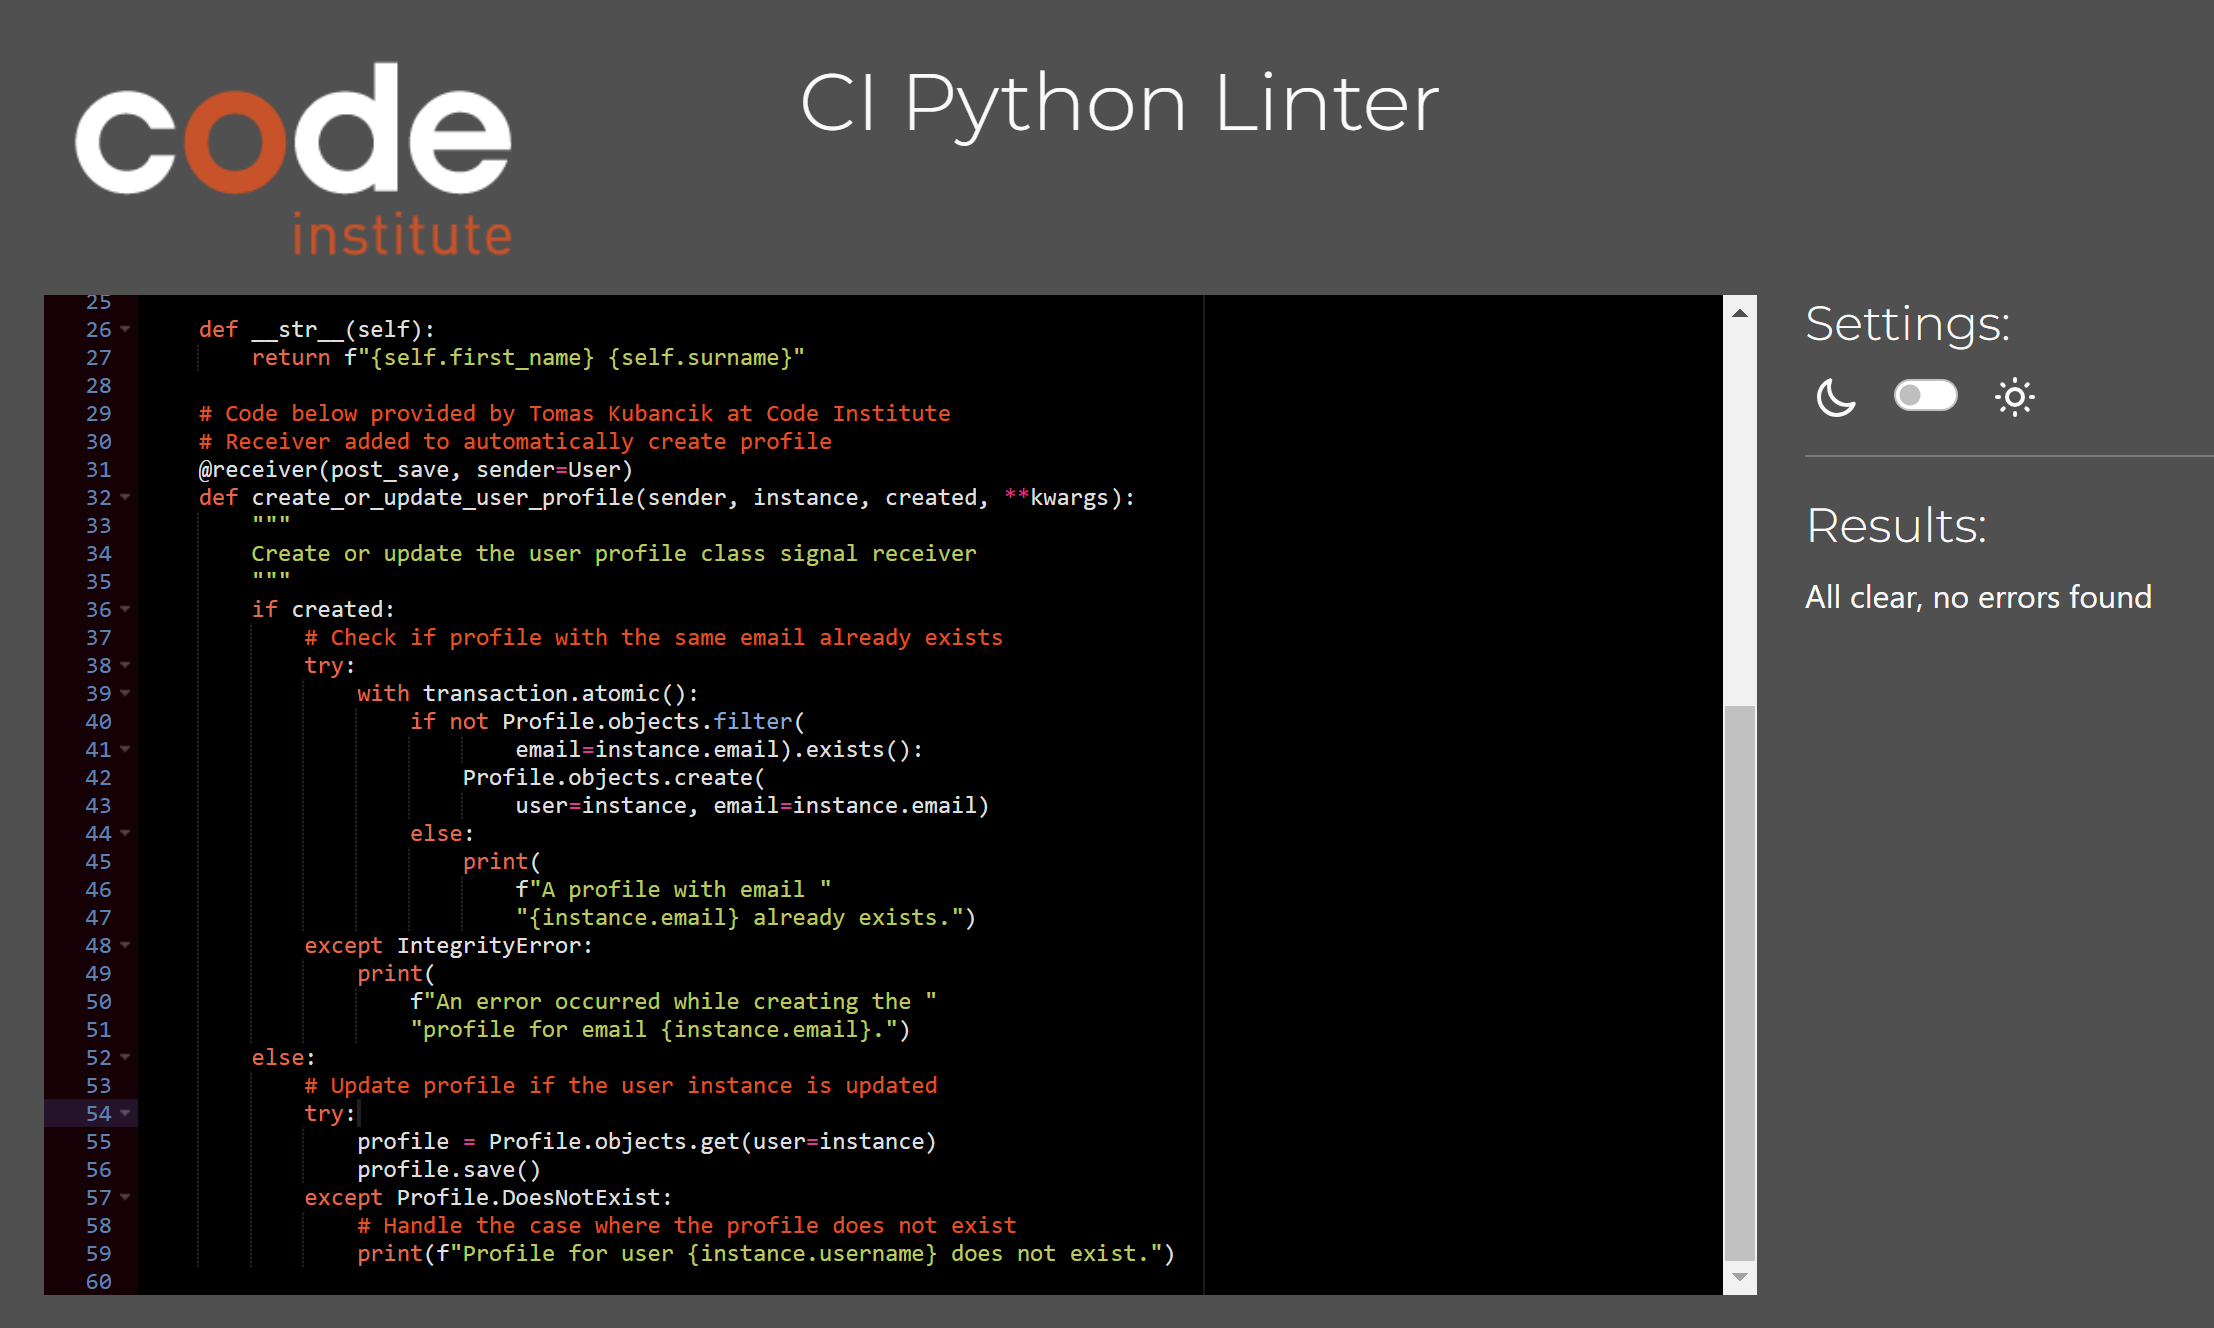 code
institute
CI Python Linter
25
26 def __str__(self):
27 return f"{self.first_name} {self.surname}"
28
29 # Code below provided by Tomas Kubancik at Code Institute
30 # Receiver added to automatically create profile
31 @receiver(post_save, sender=User)
32 def create_or_update_user_profile(sender, instance, created, **kwargs):
33 """
34 Create or update the user profile class signal receiver
35 """
36 if created:
37 # Check if profile with the same email already exists
38 try:
39 with transaction.atomic():
40 if not Profile.objects.filter(
41 email=instance.email).exists():
42 Profile.objects.create(
43 user=instance, email=instance.email)
44 else:
45 print(
46 f"A profile with email "
47 "{instance.email} already exists.")
48 except IntegrityError:
49 print(
50 f"An error occurred while creating the "
51 "profile for email {instance.email}.")
52 else:
53 # Update profile if the user instance is updated
54 try:
55 profile = Profile.objects.get(user=instance)
56 profile.save()
57 except Profile.DoesNotExist:
58 # Handle the case where the profile does not exist
59 print(f"Profile for user {instance.username} does not exist.")
60
Settings:
Results:
All clear, no errors found